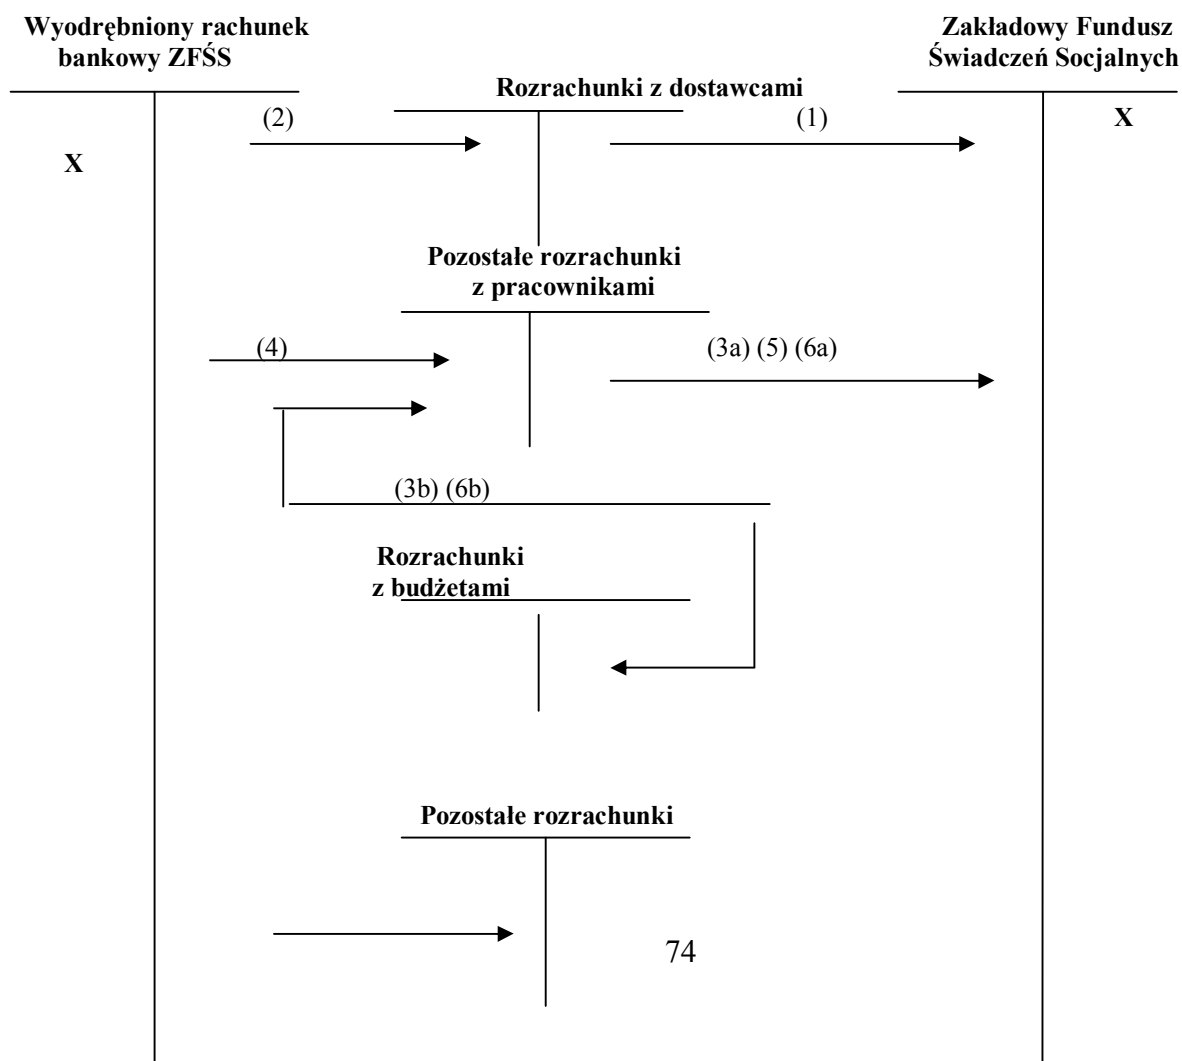 Wyodrębniony rachunek
bankowy ZFŚS
Zakładowy Fundusz
Świadczeń Socjalnych
Rozrachunki z dostawcami
(2)
(1)
X
X
Pozostałe rozrachunki
z pracownikami
(4)
(3a) (5) (6a)
(3b) (6b)
Rozrachunki
z budżetami
Pozostałe rozrachunki
74